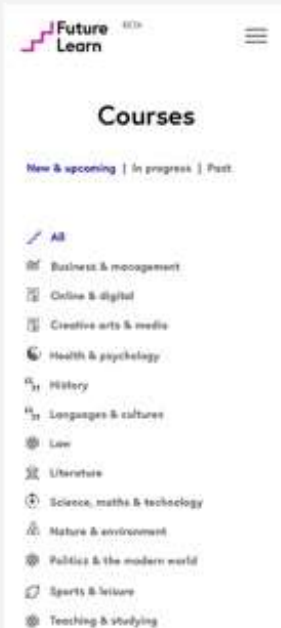 Future BETA
Learn
Courses
New & upcoming | In progress | Past
All
Business & management
Online & digital
Creative arts & media
Health & psychology
History
Languages & cultures
Law
Literature
Science, maths & technology
Nature & environment
Politics & the modern world
Sports & leisure
Teaching & studying